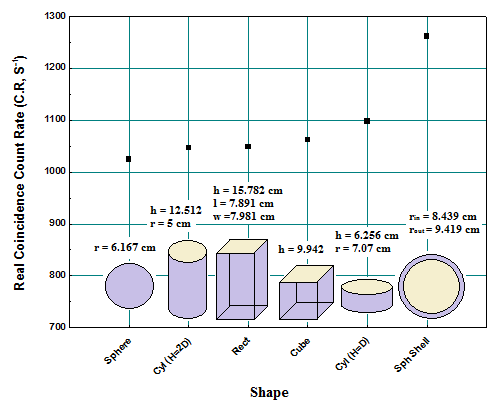 1300
1200
1100
1000
900
800
700
Real Coincidence Count Rate (C.R, S⁻¹)
r = 6.167 cm
h = 12.512
r = 5 cm
h = 15.782 cm
l = 7.891 cm
w =7.981 cm
h = 9.942
h = 6.256 cm
r = 7.07 cm
rᵢₙ = 8.439 cm
rₒᵤₜ = 9.419 cm
Sphere
Cyl (H=2D)
Rect
Cube
Cyl (H=D)
Sph Shell
Shape